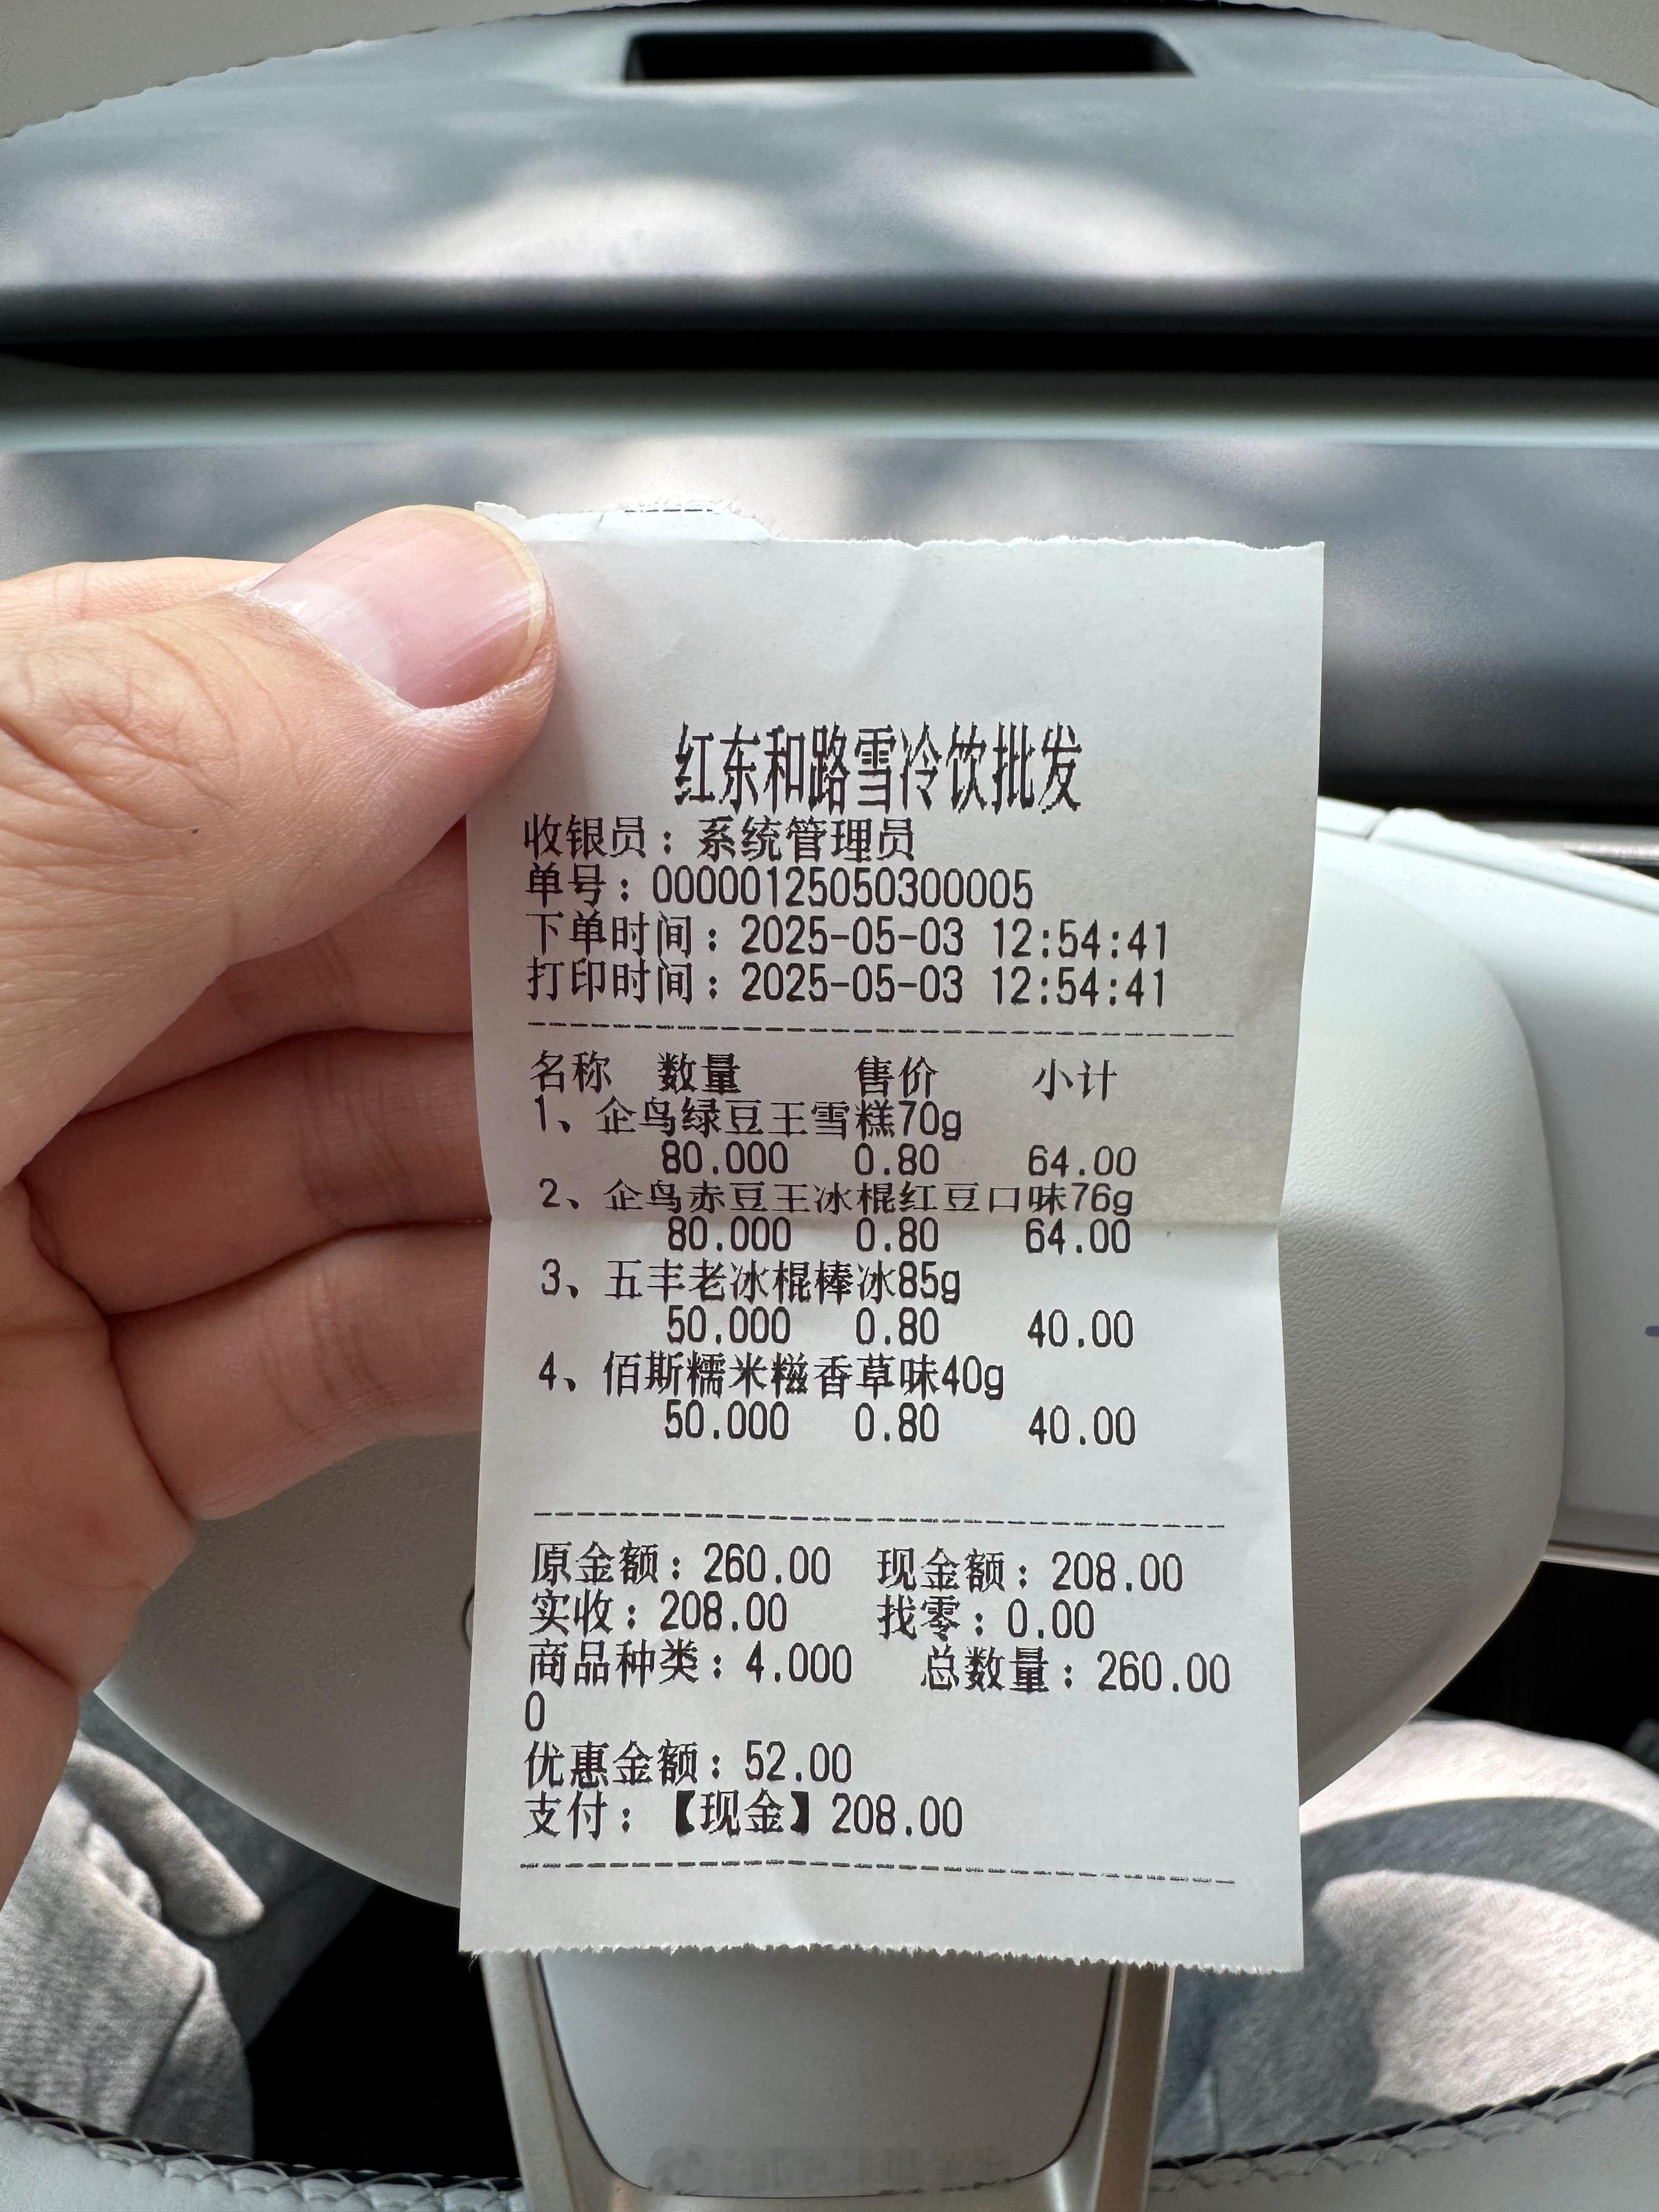 红东和路雪冷饮批发
收银员：系统管理员
单号：00000125050300005
下单时间：2025-05-03 12:54:41
打印时间：2025-05-03 12:54:41
名称 数量 售价 小计
1、企鸟绿豆王雪糕70g
80.000 0.80 64.00
2、企鸟赤豆王冰棍红豆口味76g
80.000 0.80 64.00
3、五丰老冰棍棒冰85g
50.000 0.80 40.00
4、佰斯糯米糍香草味40g
50.000 0.80 40.00
原金额：260.00 现金额：208.00
实收：208.00 找零：0.00
商品种类：4.000 总数量：260.00
0
优惠金额：52.00
支付：【现金】208.00